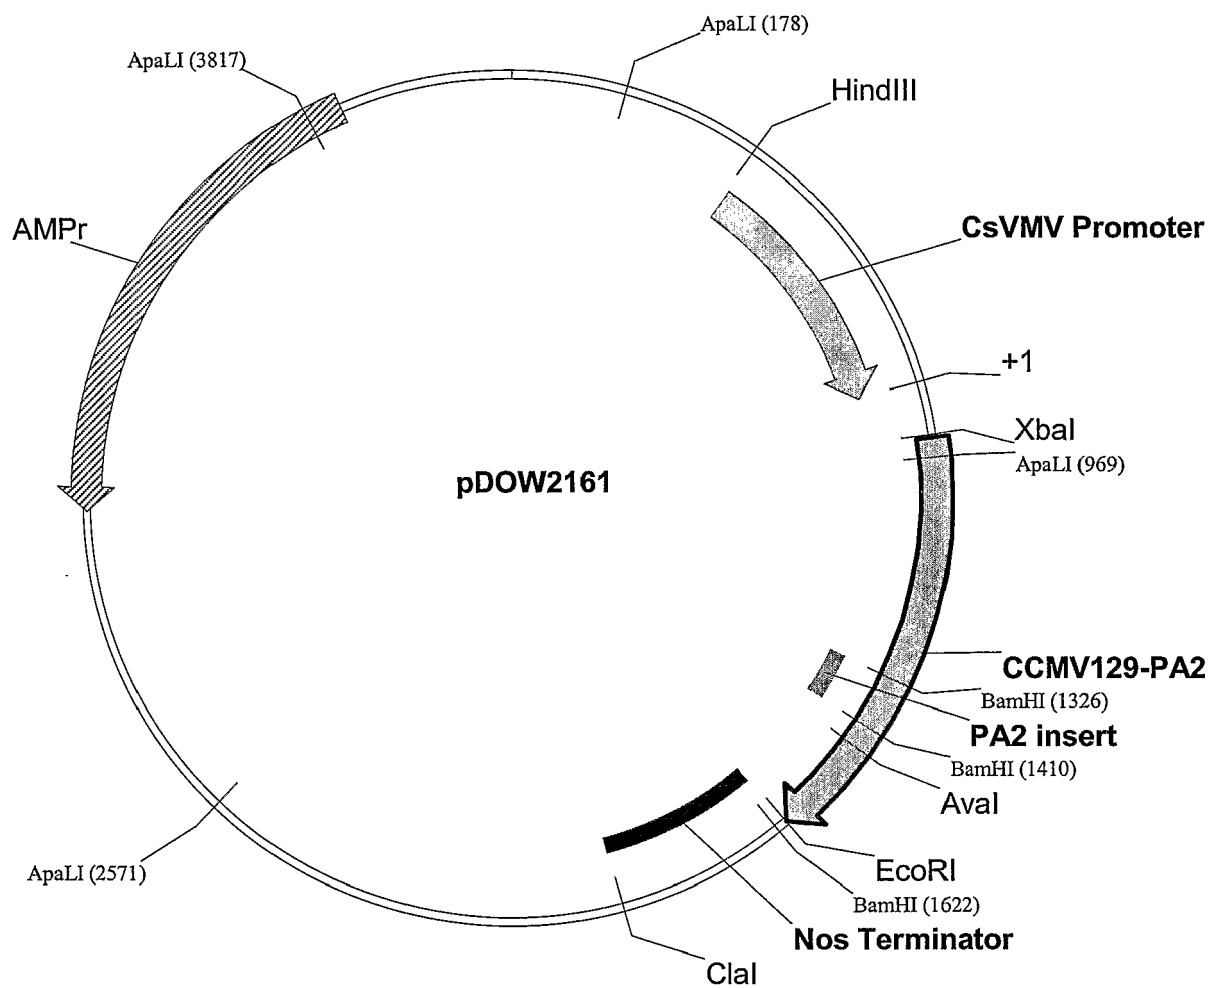 ApaLI (178)
ApaLI (3817)
HindIII
AMPr
CsVMV Promoter
+1
XbaI
ApaLI (969)
pDOW2161
CCMV129-PA2
BamHI (1326)
PA2 insert
BamHI (1410)
AvaI
EcoRI
ApaLI (2571)
BamHI (1622)
Nos Terminator
ClaI